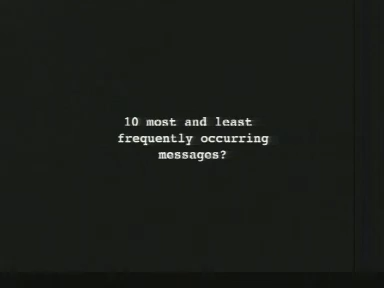 10 most and least
frequently occurring
messages?